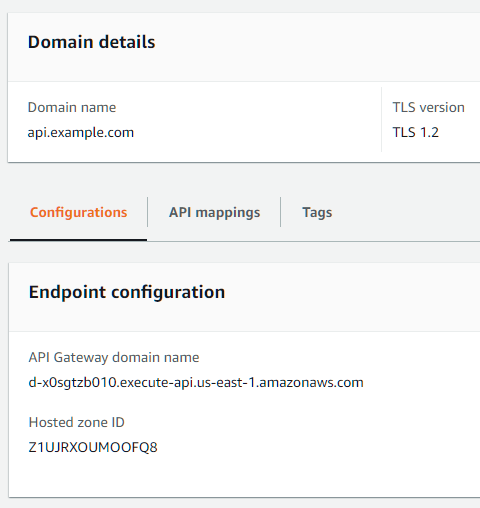 Domain details
Domain name
TLS version
api.example.com
TLS 1.2
Configurations
API mappings
Tags
Endpoint configuration
API Gateway domain name
d-x0sgtzb010.execute-api.us-east-1.amazonaws.com
Hosted zone ID
Z1UJRXOUMOOFQ8